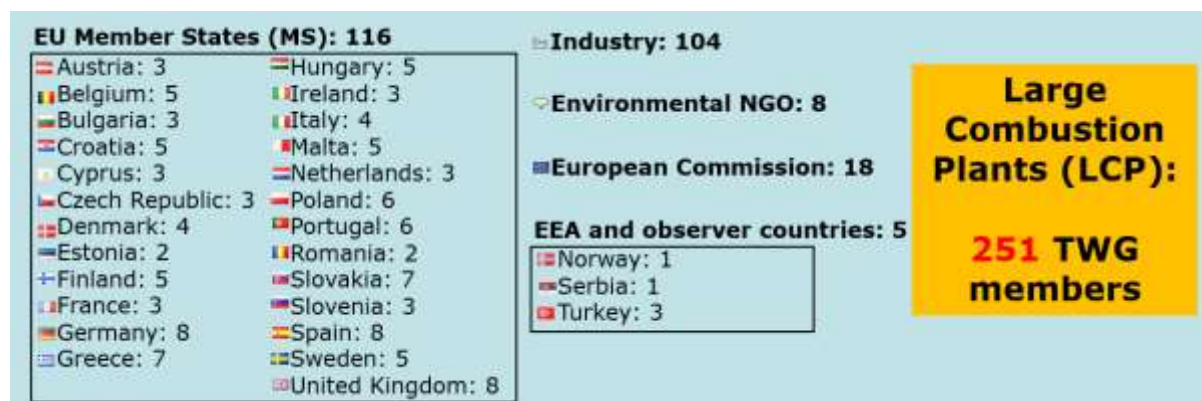 EU Member States (MS): 116
Austria: 3
Belgium: 5
Bulgaria: 3
Croatia: 5
Cyprus: 3
Czech Republic: 3
Denmark: 4
Estonia: 2
Finland: 5
France: 3
Germany: 8
Greece: 7
Hungary: 5
Ireland: 3
Italy: 4
Malta: 5
Netherlands: 3
Poland: 6
Portugal: 6
Romania: 2
Slovakia: 7
Slovenia: 3
Spain: 8
Sweden: 5
United Kingdom: 8
Industry: 104
Environmental NGO: 8
European Commission: 18
EEA and observer countries: 5
Norway: 1
Serbia: 1
Turkey: 3
Large
Combustion
Plants (LCP):
251 TWG
members